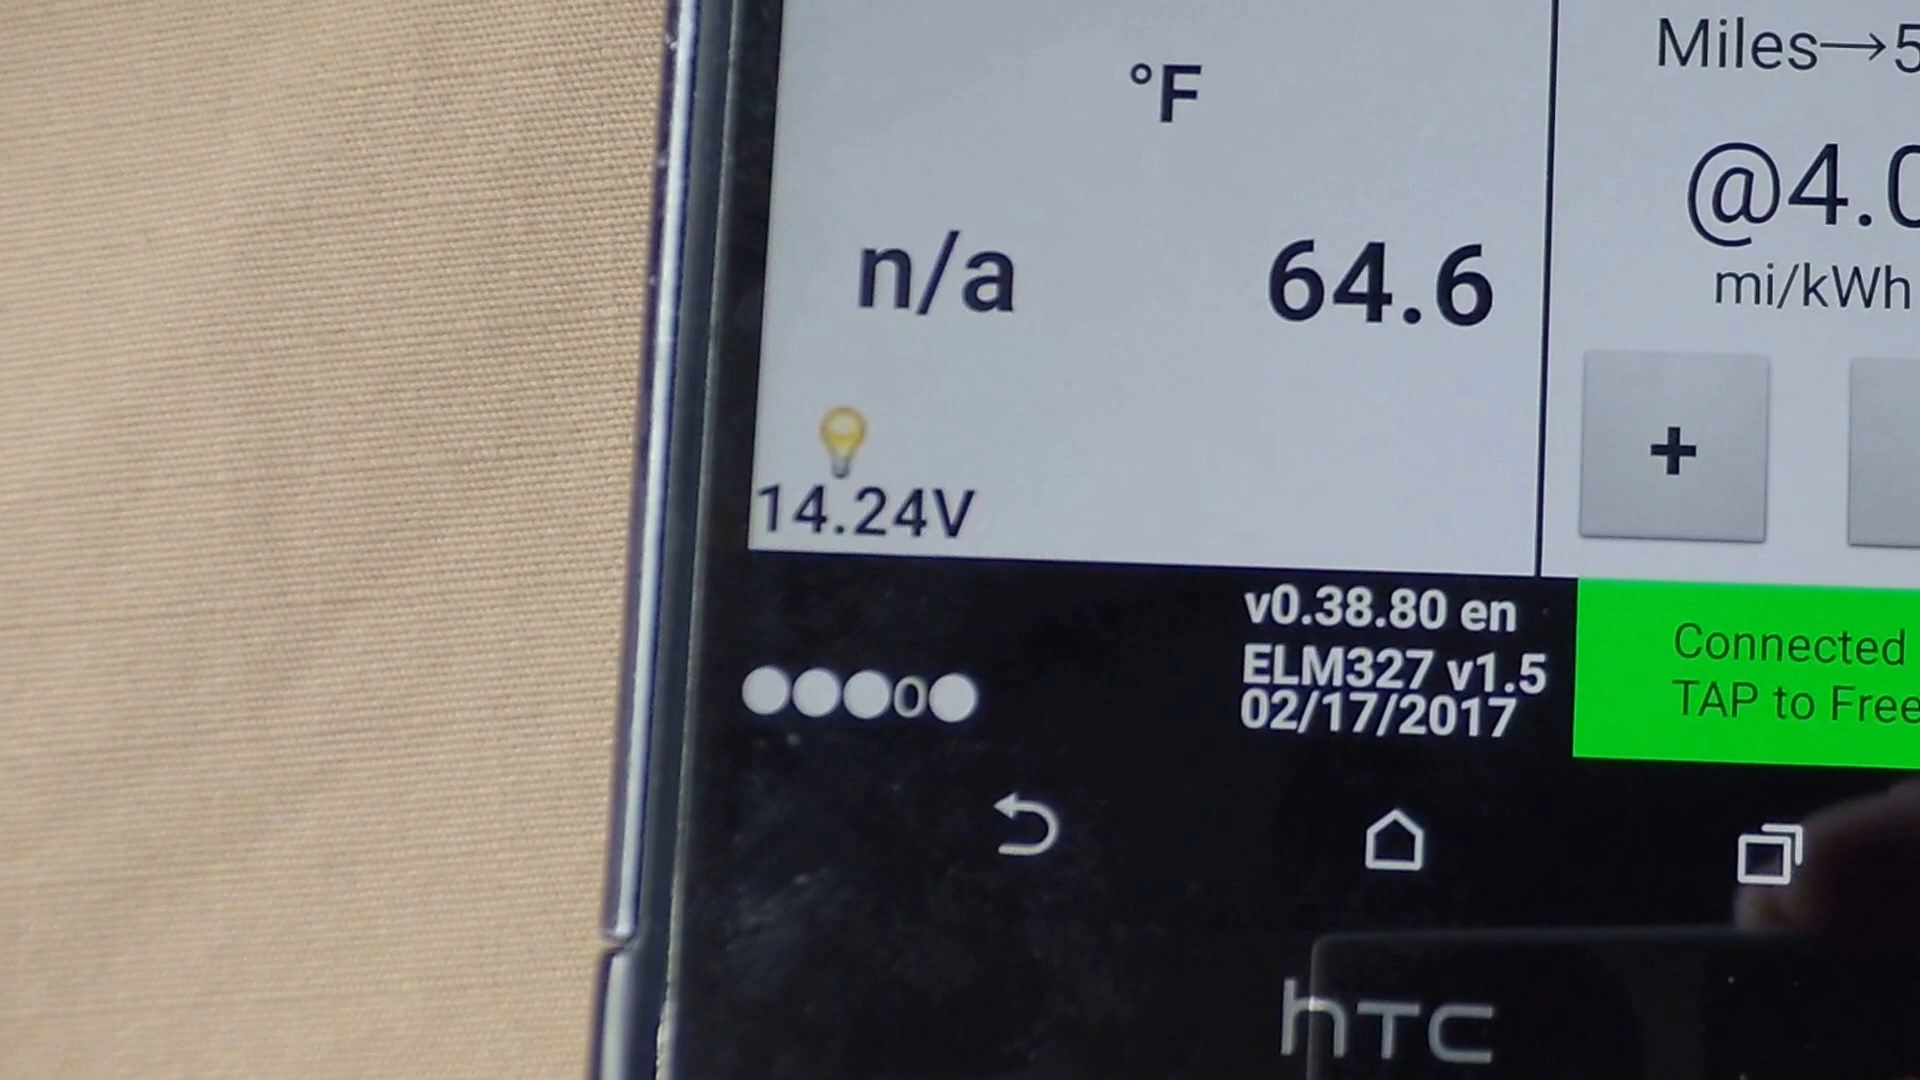 °F
n/a 64.6
14.24V
Miles→5
@4.0
mi/kWh
+
v0.38.80 en
ELM327 v1.5
02/17/2017
Connected
TAP to Free
hTC